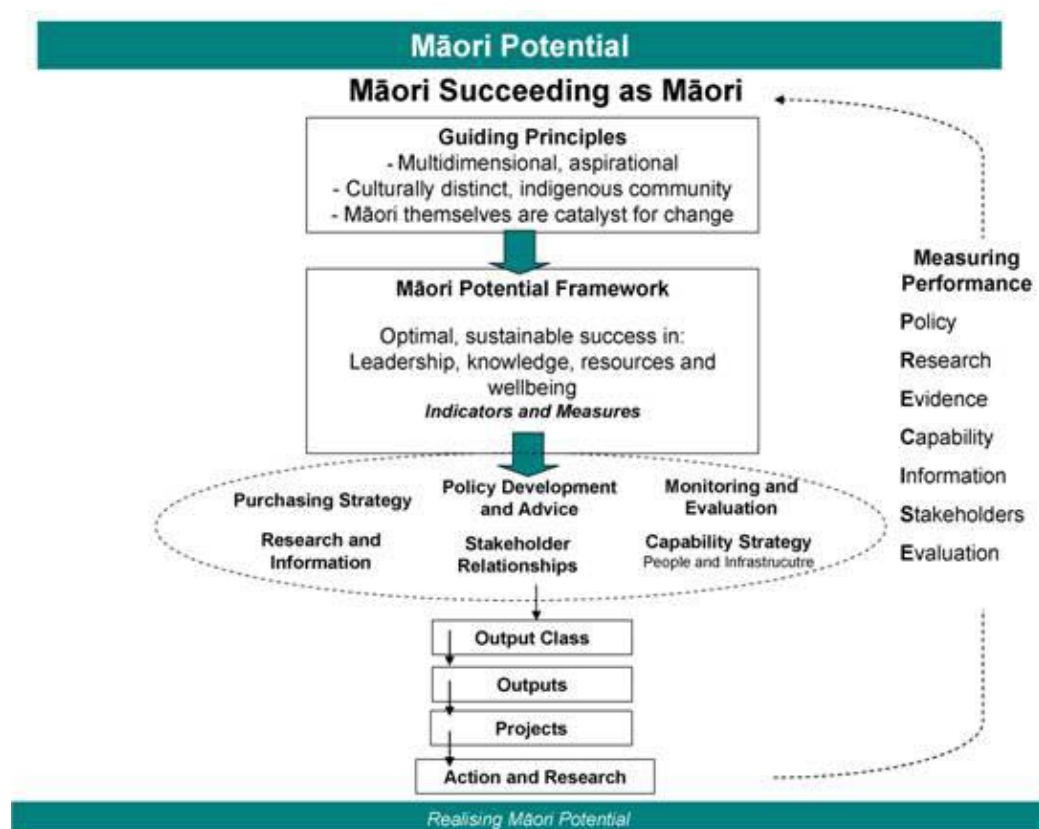 Māori Potential
Māori Succeeding as Māori
Guiding Principles
- Multidimensional, aspirational
- Culturally distinct, indigenous community
- Māori themselves are catalyst for change
Māori Potential Framework
Optimal, sustainable success in:
Leadership, knowledge, resources and
wellbeing
Indicators and Measures
Purchasing Strategy
Policy Development
and Advice
Monitoring and
Evaluation
Research and
Information
Stakeholder
Relationships
Capability Strategy
People and Infrastrucutre
Output Class
Outputs
Projects
Action and Research
Measuring
Performance
Policy
Research
Evidence
Capability
Information
Stakeholders
Evaluation
Realising Māori Potential